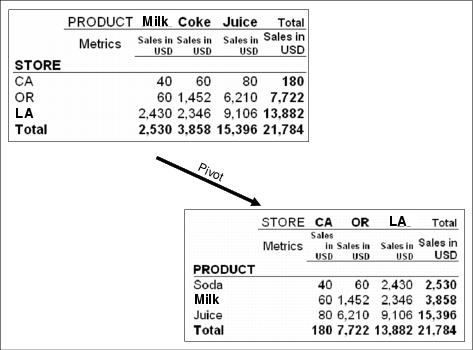 PRODUCT Milk Coke Juice Total
Metrics Sales in USD Sales in USD Sales in USD Sales in USD
STORE
CA 40 60 80 180
OR 60 1,452 6,210 7,722
LA 2,430 2,346 9,106 13,882
Total 2,530 3,858 15,396 21,784
Pivot
STORE CA OR LA Total
Metrics Sales in USD Sales in USD Sales in USD Sales in USD
PRODUCT
Soda 40 60 2,430 2,530
Milk 60 1,452 2,346 3,858
Juice 80 6,210 9,106 15,396
Total 180 7,722 13,882 21,784